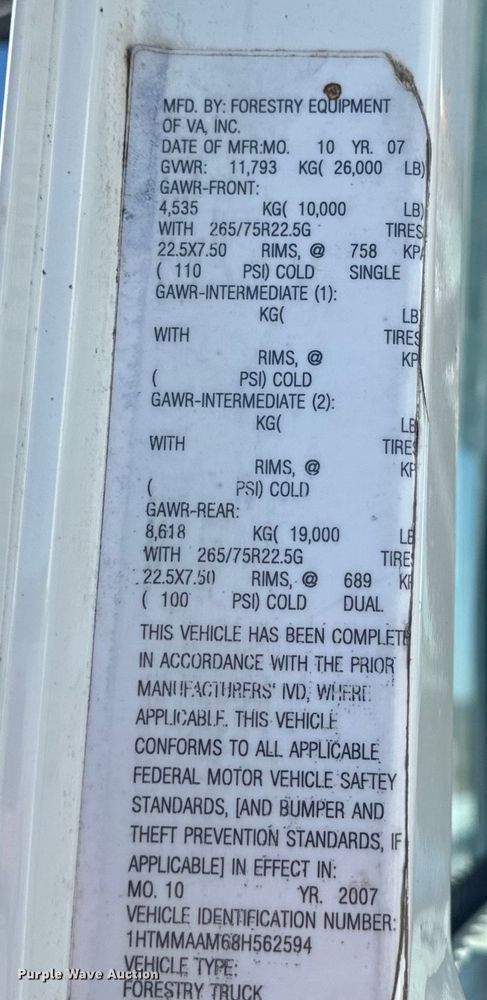 MFD. BY: FORESTRY EQUIPMENT
OF VA, INC.
DATE OF MFR:MO. 10 YR. 07
GVWR: 11,793 KG( 26,000 LB)
GAWR-FRONT:
4,535 KG( 10,000 LB)
WITH 265/75R22.5G TIRES
22.5X7.50 RIMS, @ 758 KPA
( 110 PSI) COLD SINGLE
GAWR-INTERMEDIATE (1):
KG( LB
WITH TIRES
RIMS, @ KP
( PSI) COLD
GAWR-INTERMEDIATE (2):
KG( LB
WITH TIRE
RIMS, @ KP
( PSI) COLD
GAWR-REAR:
8,618 KG( 19,000 LB
WITH 265/75R22.5G TIRE
22.5X7.50 RIMS, @ 689 KP
( 100 PSI) COLD DUAL
THIS VEHICLE HAS BEEN COMPLETE
IN ACCORDANCE WITH THE PRIOR
MANUFACTURERS' IVD, WHERE
APPLICABLE. THIS VEHICLE
CONFORMS TO ALL APPLICABLE
FEDERAL MOTOR VEHICLE SAFTEY
STANDARDS, [AND BUMPER AND
THEFT PREVENTION STANDARDS, IF
APPLICABLE] IN EFFECT IN:
MO. 10 YR. 2007
VEHICLE IDENTIFICATION NUMBER:
1HTMMAAM68H562594
VEHICLE TYPE:
FORESTRY TRUCK
Purple Wave Auction